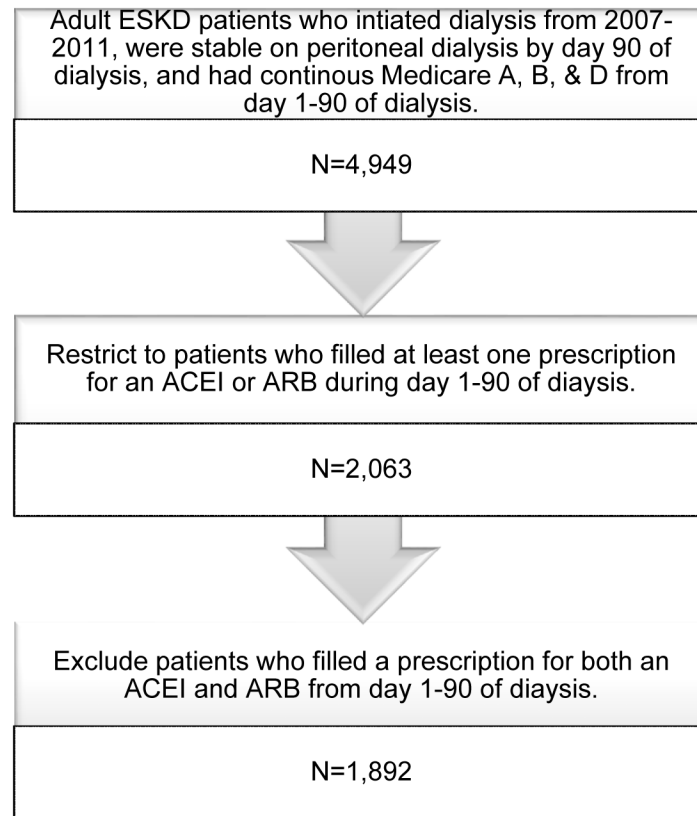 Adult ESKD patients who intiated dialysis from 2007-
2011, were stable on peritoneal dialysis by day 90 of
dialysis, and had continous Medicare A, B, & D from
day 1-90 of dialysis.
N=4,949
Restrict to patients who filled at least one prescription
for an ACEI or ARB during day 1-90 of diaysis.
N=2,063
Exclude patients who filled a prescription for both an
ACEI and ARB from day 1-90 of diaysis.
N=1,892